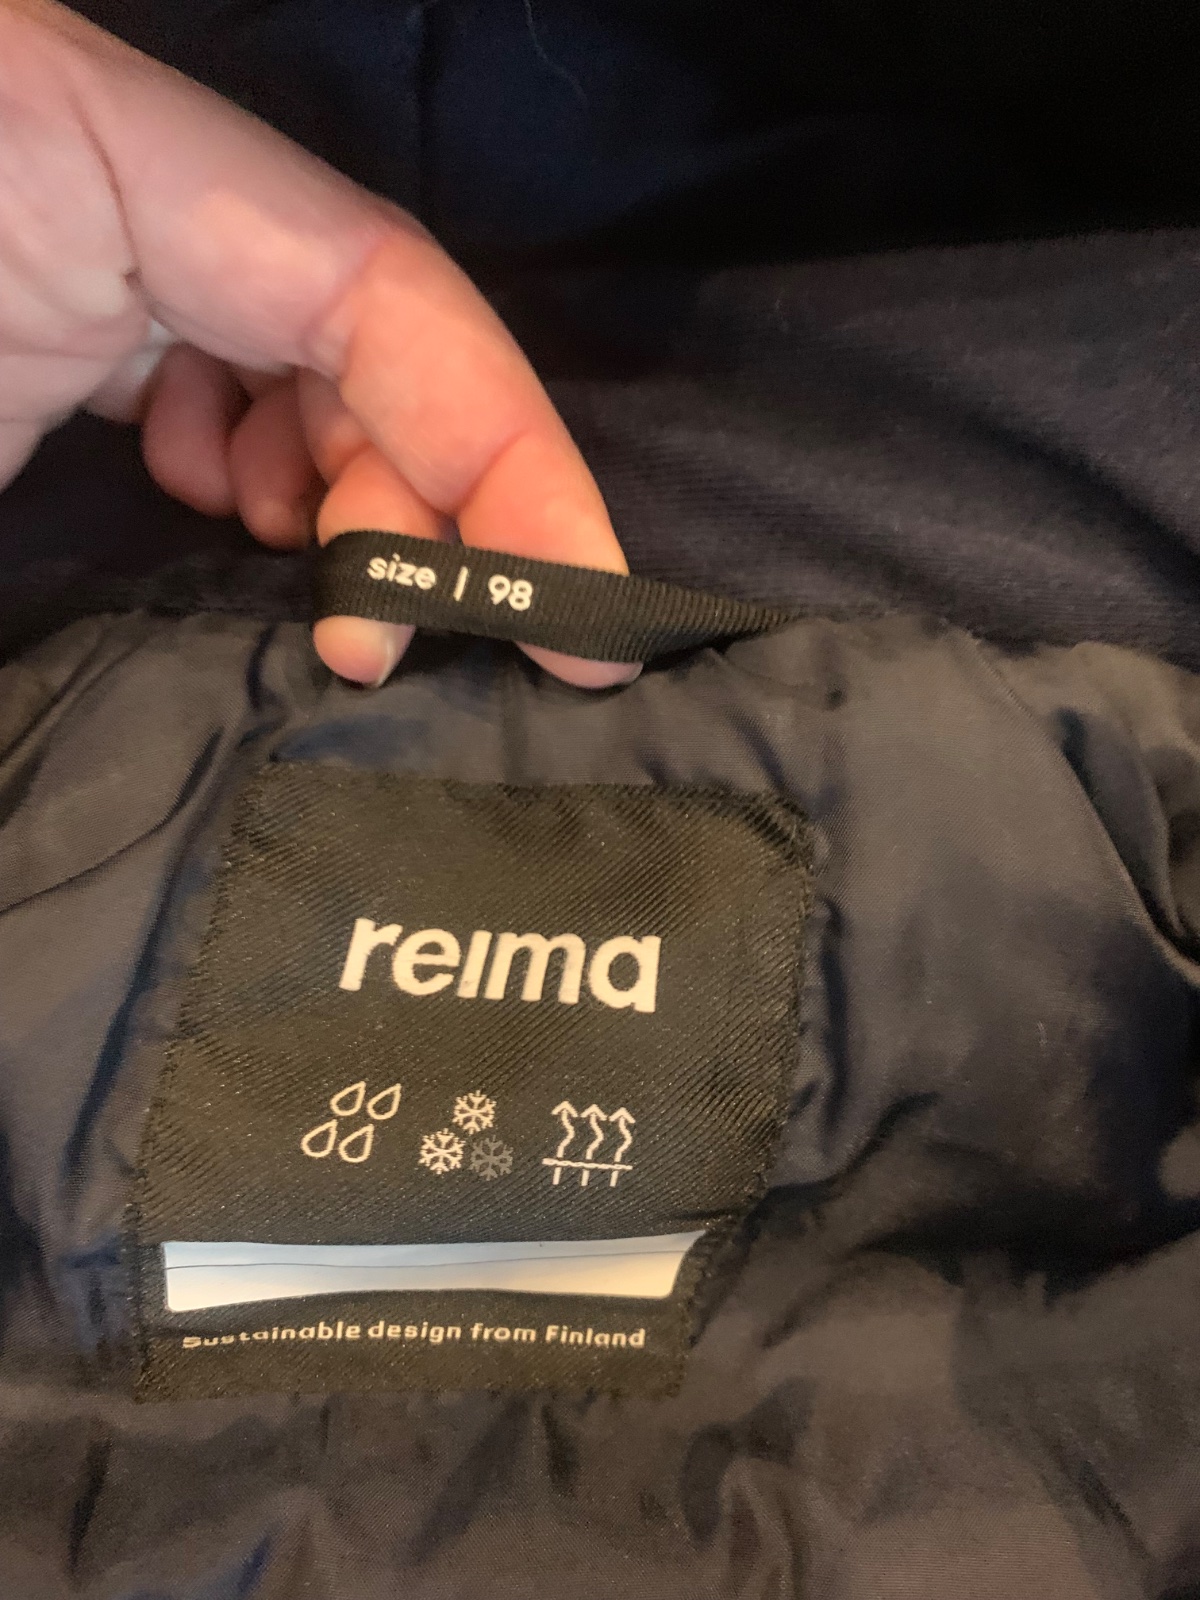 size | 98
reima
Sustainable design from Finland